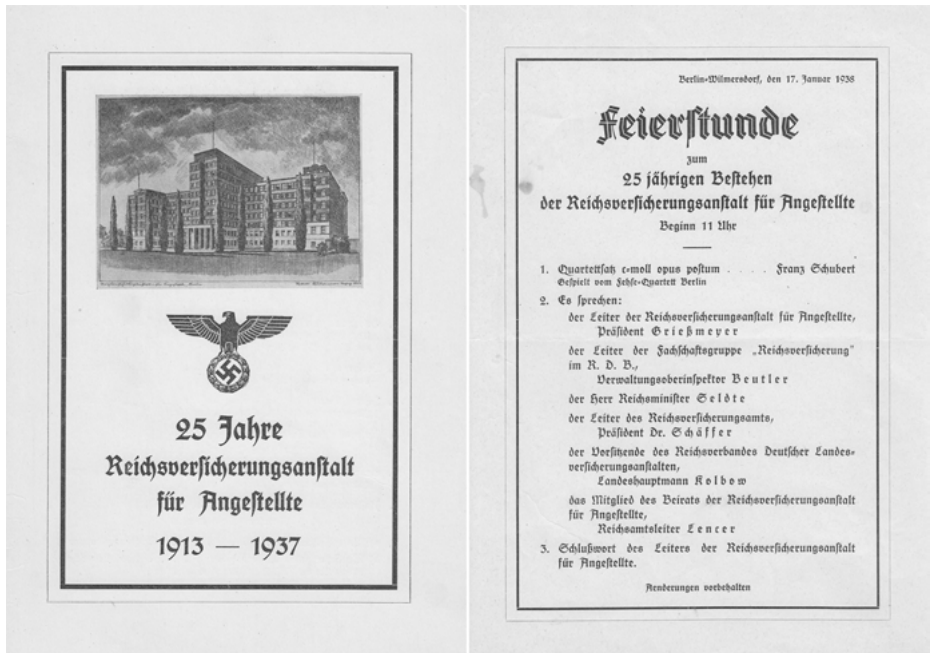 25 Jahre
Reichsversicherungsanstalt
für Angestellte
1913 — 1937
Berlin-Wilmersdorf, den 17. Januar 1938
Feierstunde
zum
25 jährigen Bestehen
der Reichsversicherungsanstalt für Angestellte
Beginn 11 Uhr
1. Quartettsatz c-moll opus postum . . . . Franz Schubert
Gespielt vom Fehse-Quartett Berlin
2. Es sprechen:
der Leiter der Reichsversicherungsanstalt für Angestellte,
Präsident Grießmeyer
der Leiter der Fachschaftsgruppe „Reichsversicherung"
im R. D. B.,
Verwaltungsoberinspektor Beutler
der Herr Reichsminister Seldte
der Leiter des Reichsversicherungsamts,
Präsident Dr. Schäffer
der Vorsitzende des Reichsverbandes Deutscher Landes-
versicherungsanstalten,
Landeshauptmann Kolbow
das Mitglied des Beirats der Reichsversicherungsanstalt
für Angestellte,
Reichsamtsleiter Lencer
3. Schlußwort des Leiters der Reichsversicherungsanstalt
für Angestellte.
Aenderungen vorbehalten